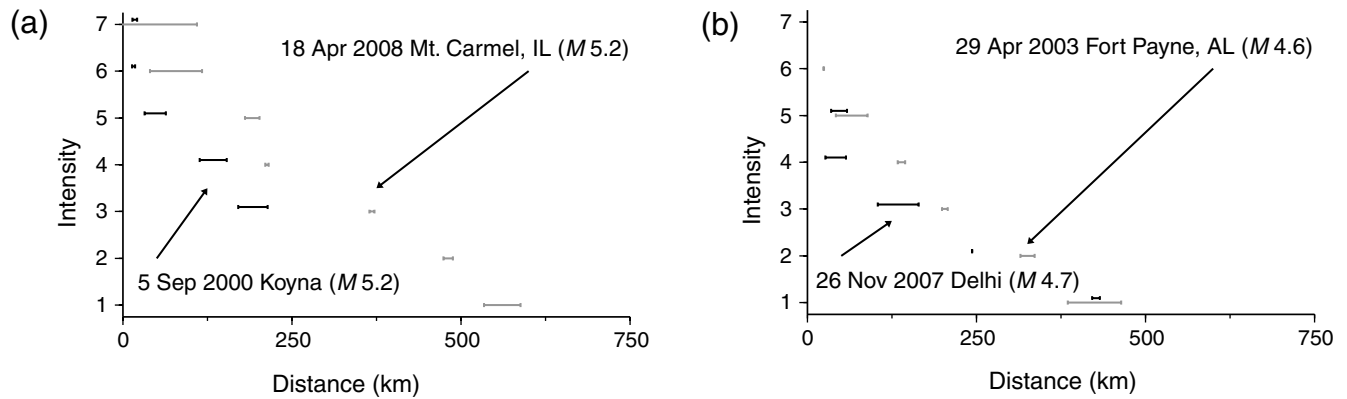 (a)
7
6
5
4
3
2
1
Intensity
18 Apr 2008 Mt. Carmel, IL (M 5.2)
5 Sep 2000 Koyna (M 5.2)
0
250
500
750
Distance (km)
(b)
7
6
5
4
3
2
1
Intensity
29 Apr 2003 Fort Payne, AL (M 4.6)
26 Nov 2007 Delhi (M 4.7)
0
250
500
750
Distance (km)